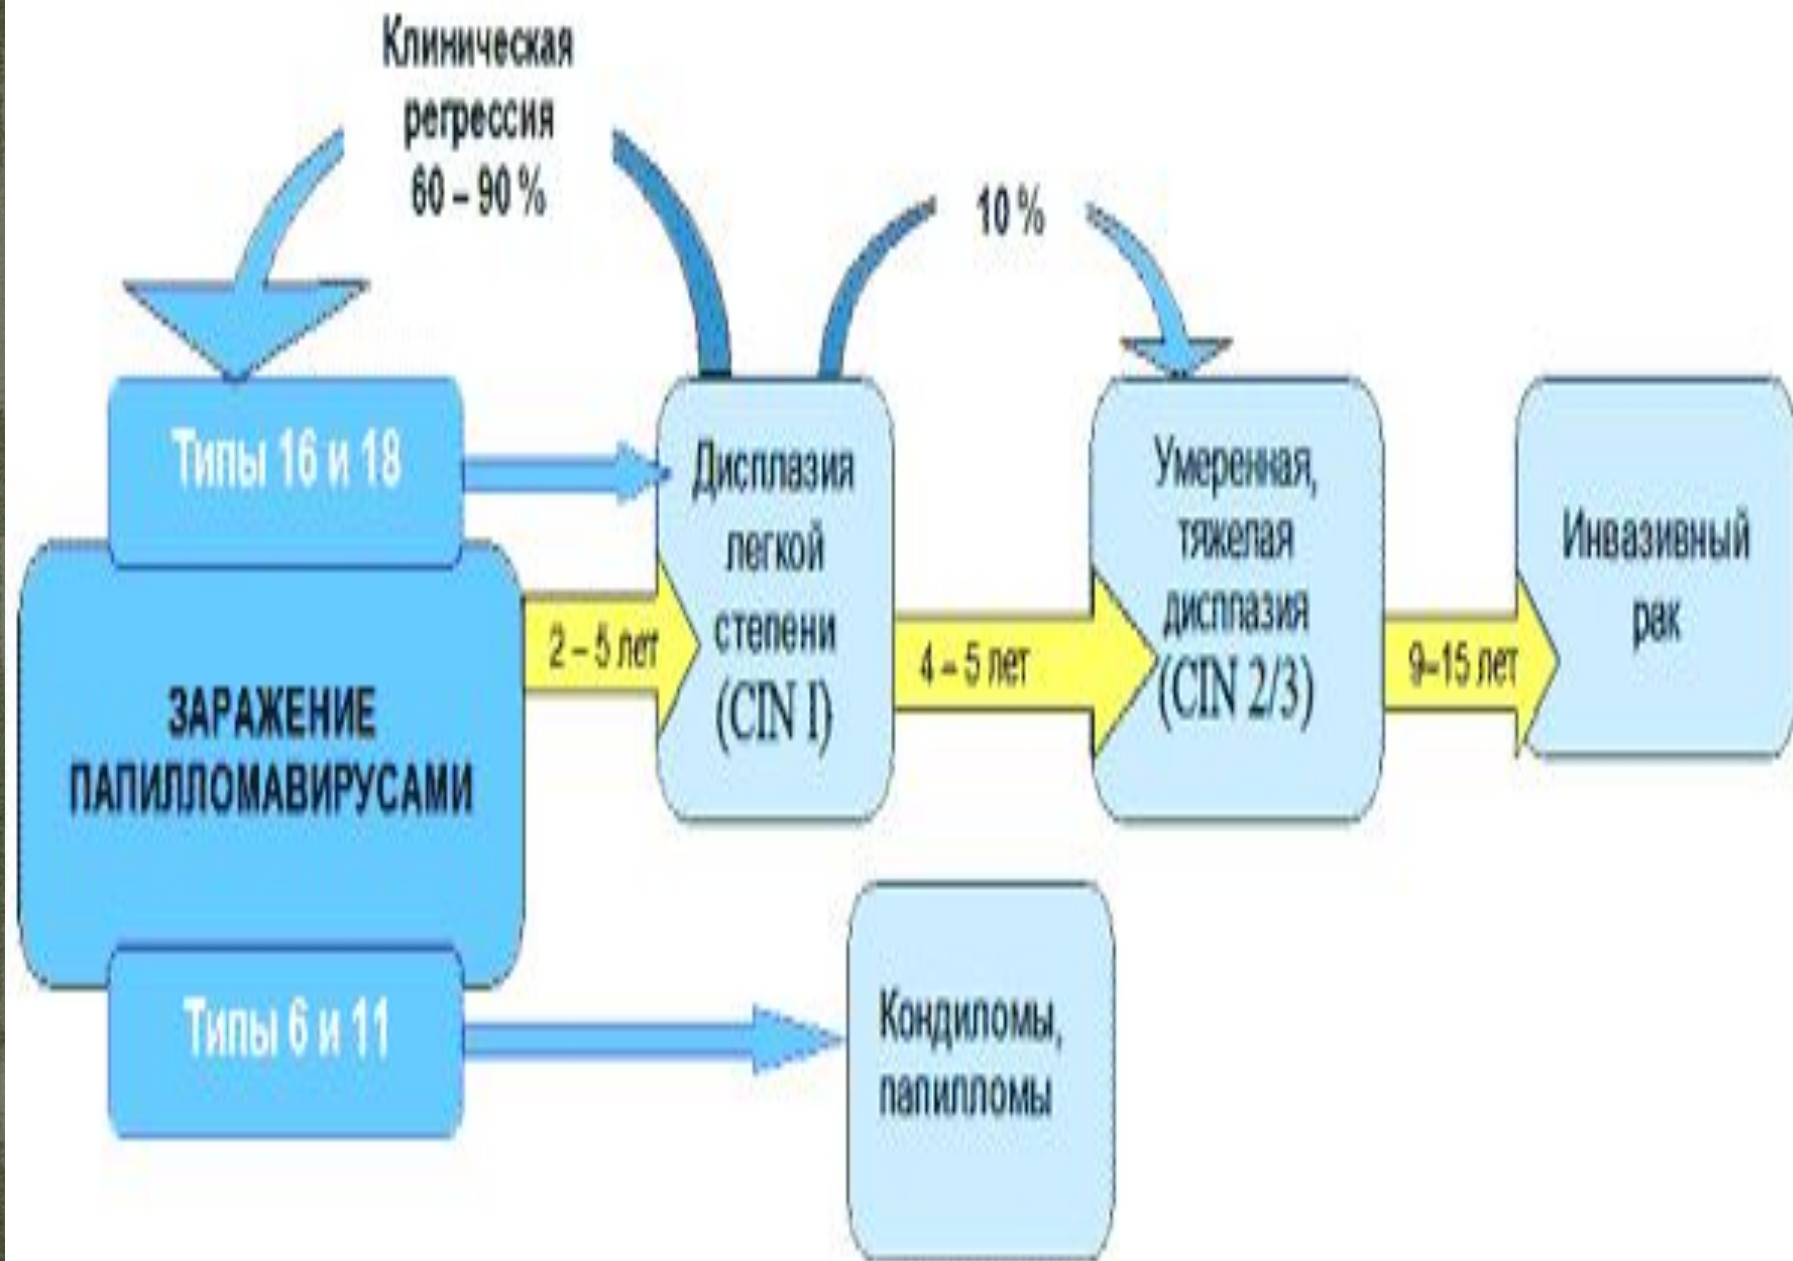 Клиническая
регрессия
60 – 90 %
10 %
Типы 16 и 18
Дисплазия
легкой
степени
(CIN I)
Умеренная,
тяжелая
дисплазия
(CIN 2/3)
Инвазивный
рак
2 – 5 лет
4 – 5 лет
9–15 лет
ЗАРАЖЕНИЕ
ПАПИЛЛОМАВИРУСАМИ
Типы 6 и 11
Кондиломы,
папилломы